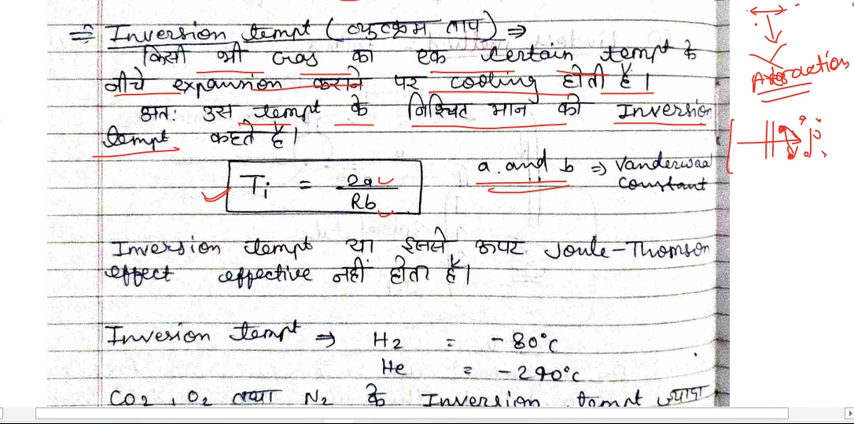 ⇒ Inversion tempt (व्युत्क्रम ताप) ⇒
किसी भी Gas का एक certain tempt के
नीचे expansion कराने पर cooling होती है।
अतः उस tempt के निश्चित मान को Inversion
tempt कहते हैं।
Ti = 2a / Rb
a and b ⇒ Vanderwaa
constant
Inversion tempt या इससे ऊपर Joule-Thomson
effect effective नहीं होता है।
Inversion tempt ⇒ H2 = -80°C
He = -290°C
CO2, O2 तथा N2 के Inversion tempt ज्यादा
Attraction